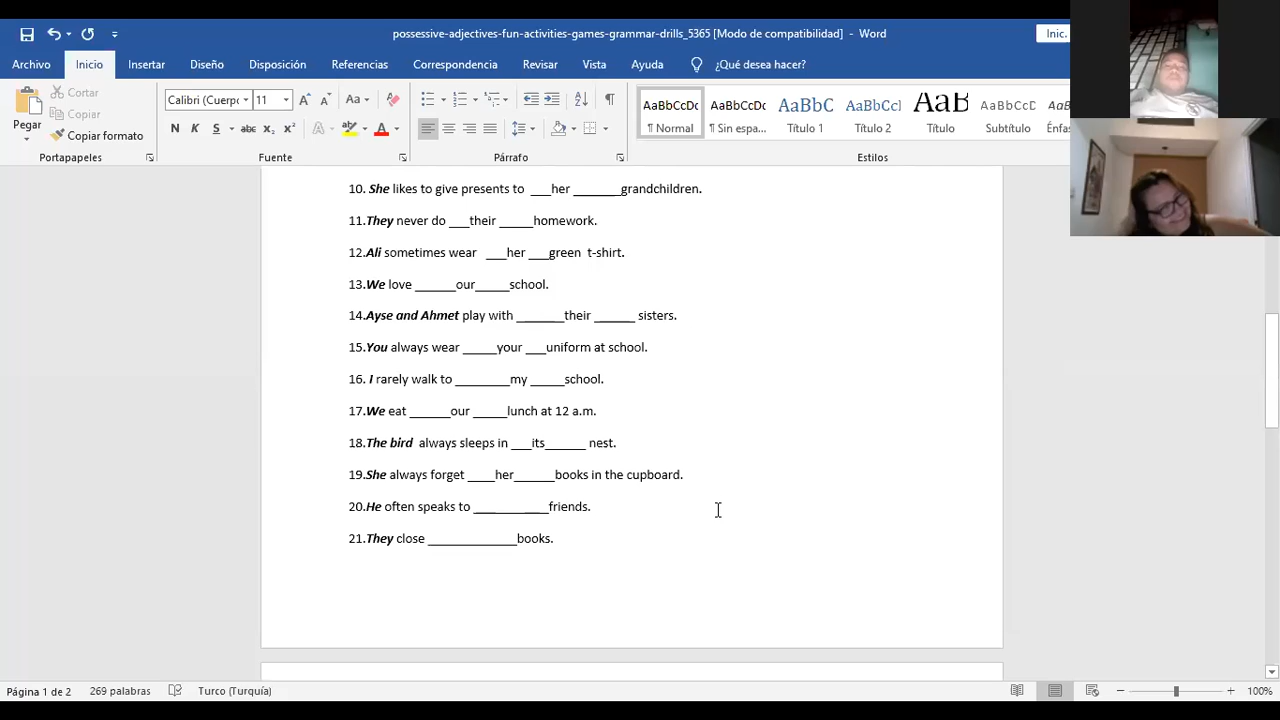 possessive-adjectives-fun-activities-games-grammar-drills_5365 [Modo de compatibilidad] - Word
Inic.
Archivo Inicio Insertar Diseño Disposición Referencias Correspondencia Revisar Vista Ayuda ¿Qué desea hacer?
Pegar
Cortar
Copiar
Copiar formato
Calibri (Cuerpo 11
N K S abc x₂ x²
AaBbCcDc AaBbCcDc AaBbC AaBbCcC AaB AaBbCcD AaBbCcDc
¶ Normal ¶ Sin espa... Título 1 Título 2 Título Subtítulo Énfas
Portapapeles Fuente Párrafo Estilos
10. She likes to give presents to ___her _______grandchildren.
11.They never do ___their _____homework.
12.Ali sometimes wear ___her ___green t-shirt.
13.We love ______our_____school.
14.Ayse and Ahmet play with _______their ______ sisters.
15.You always wear _____your ___uniform at school.
16. I rarely walk to ________my _____school.
17.We eat ______our _____lunch at 12 a.m.
18.The bird always sleeps in ___its______ nest.
19.She always forget ____her______books in the cupboard.
20.He often speaks to ___________friends.
21.They close _____________books.
Página 1 de 2 269 palabras Turco (Turquía) 100%